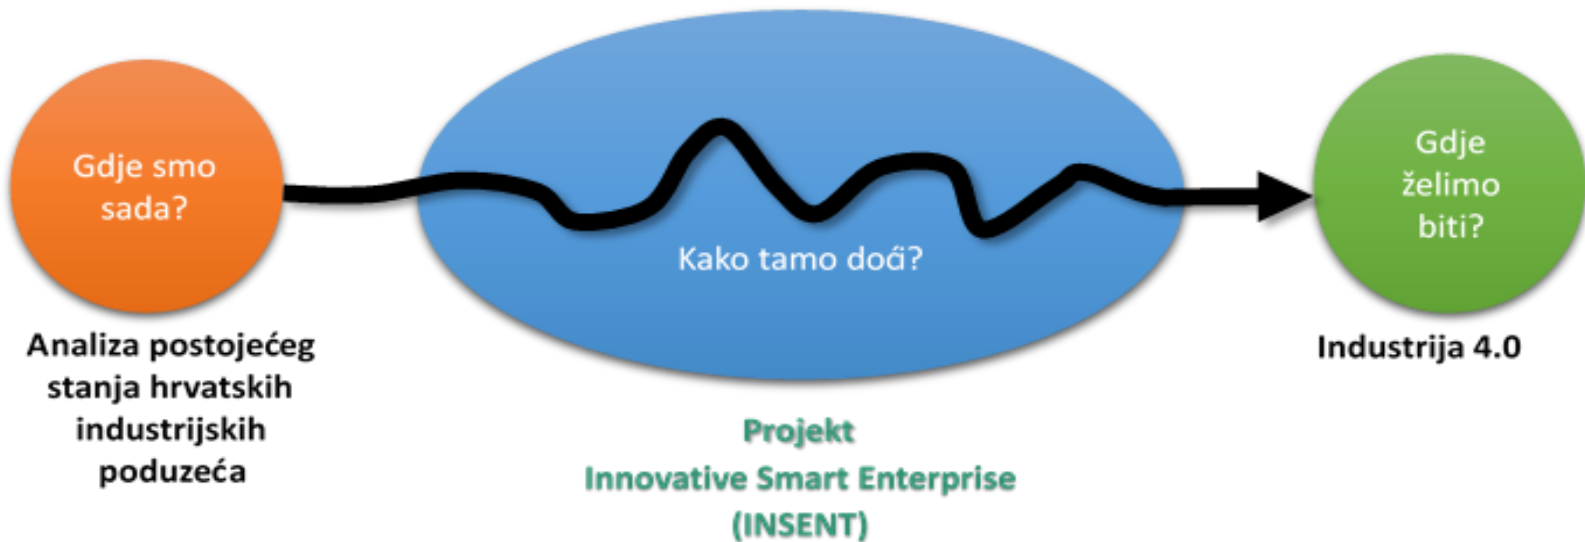 Gdje smo
sada?
Analiza postojećeg
stanja hrvatskih
industrijskih
poduzeća
Kako tamo doći?
Projekt
Innovative Smart Enterprise
(INSENT)
Gdje
želimo
biti?
Industrija 4.0